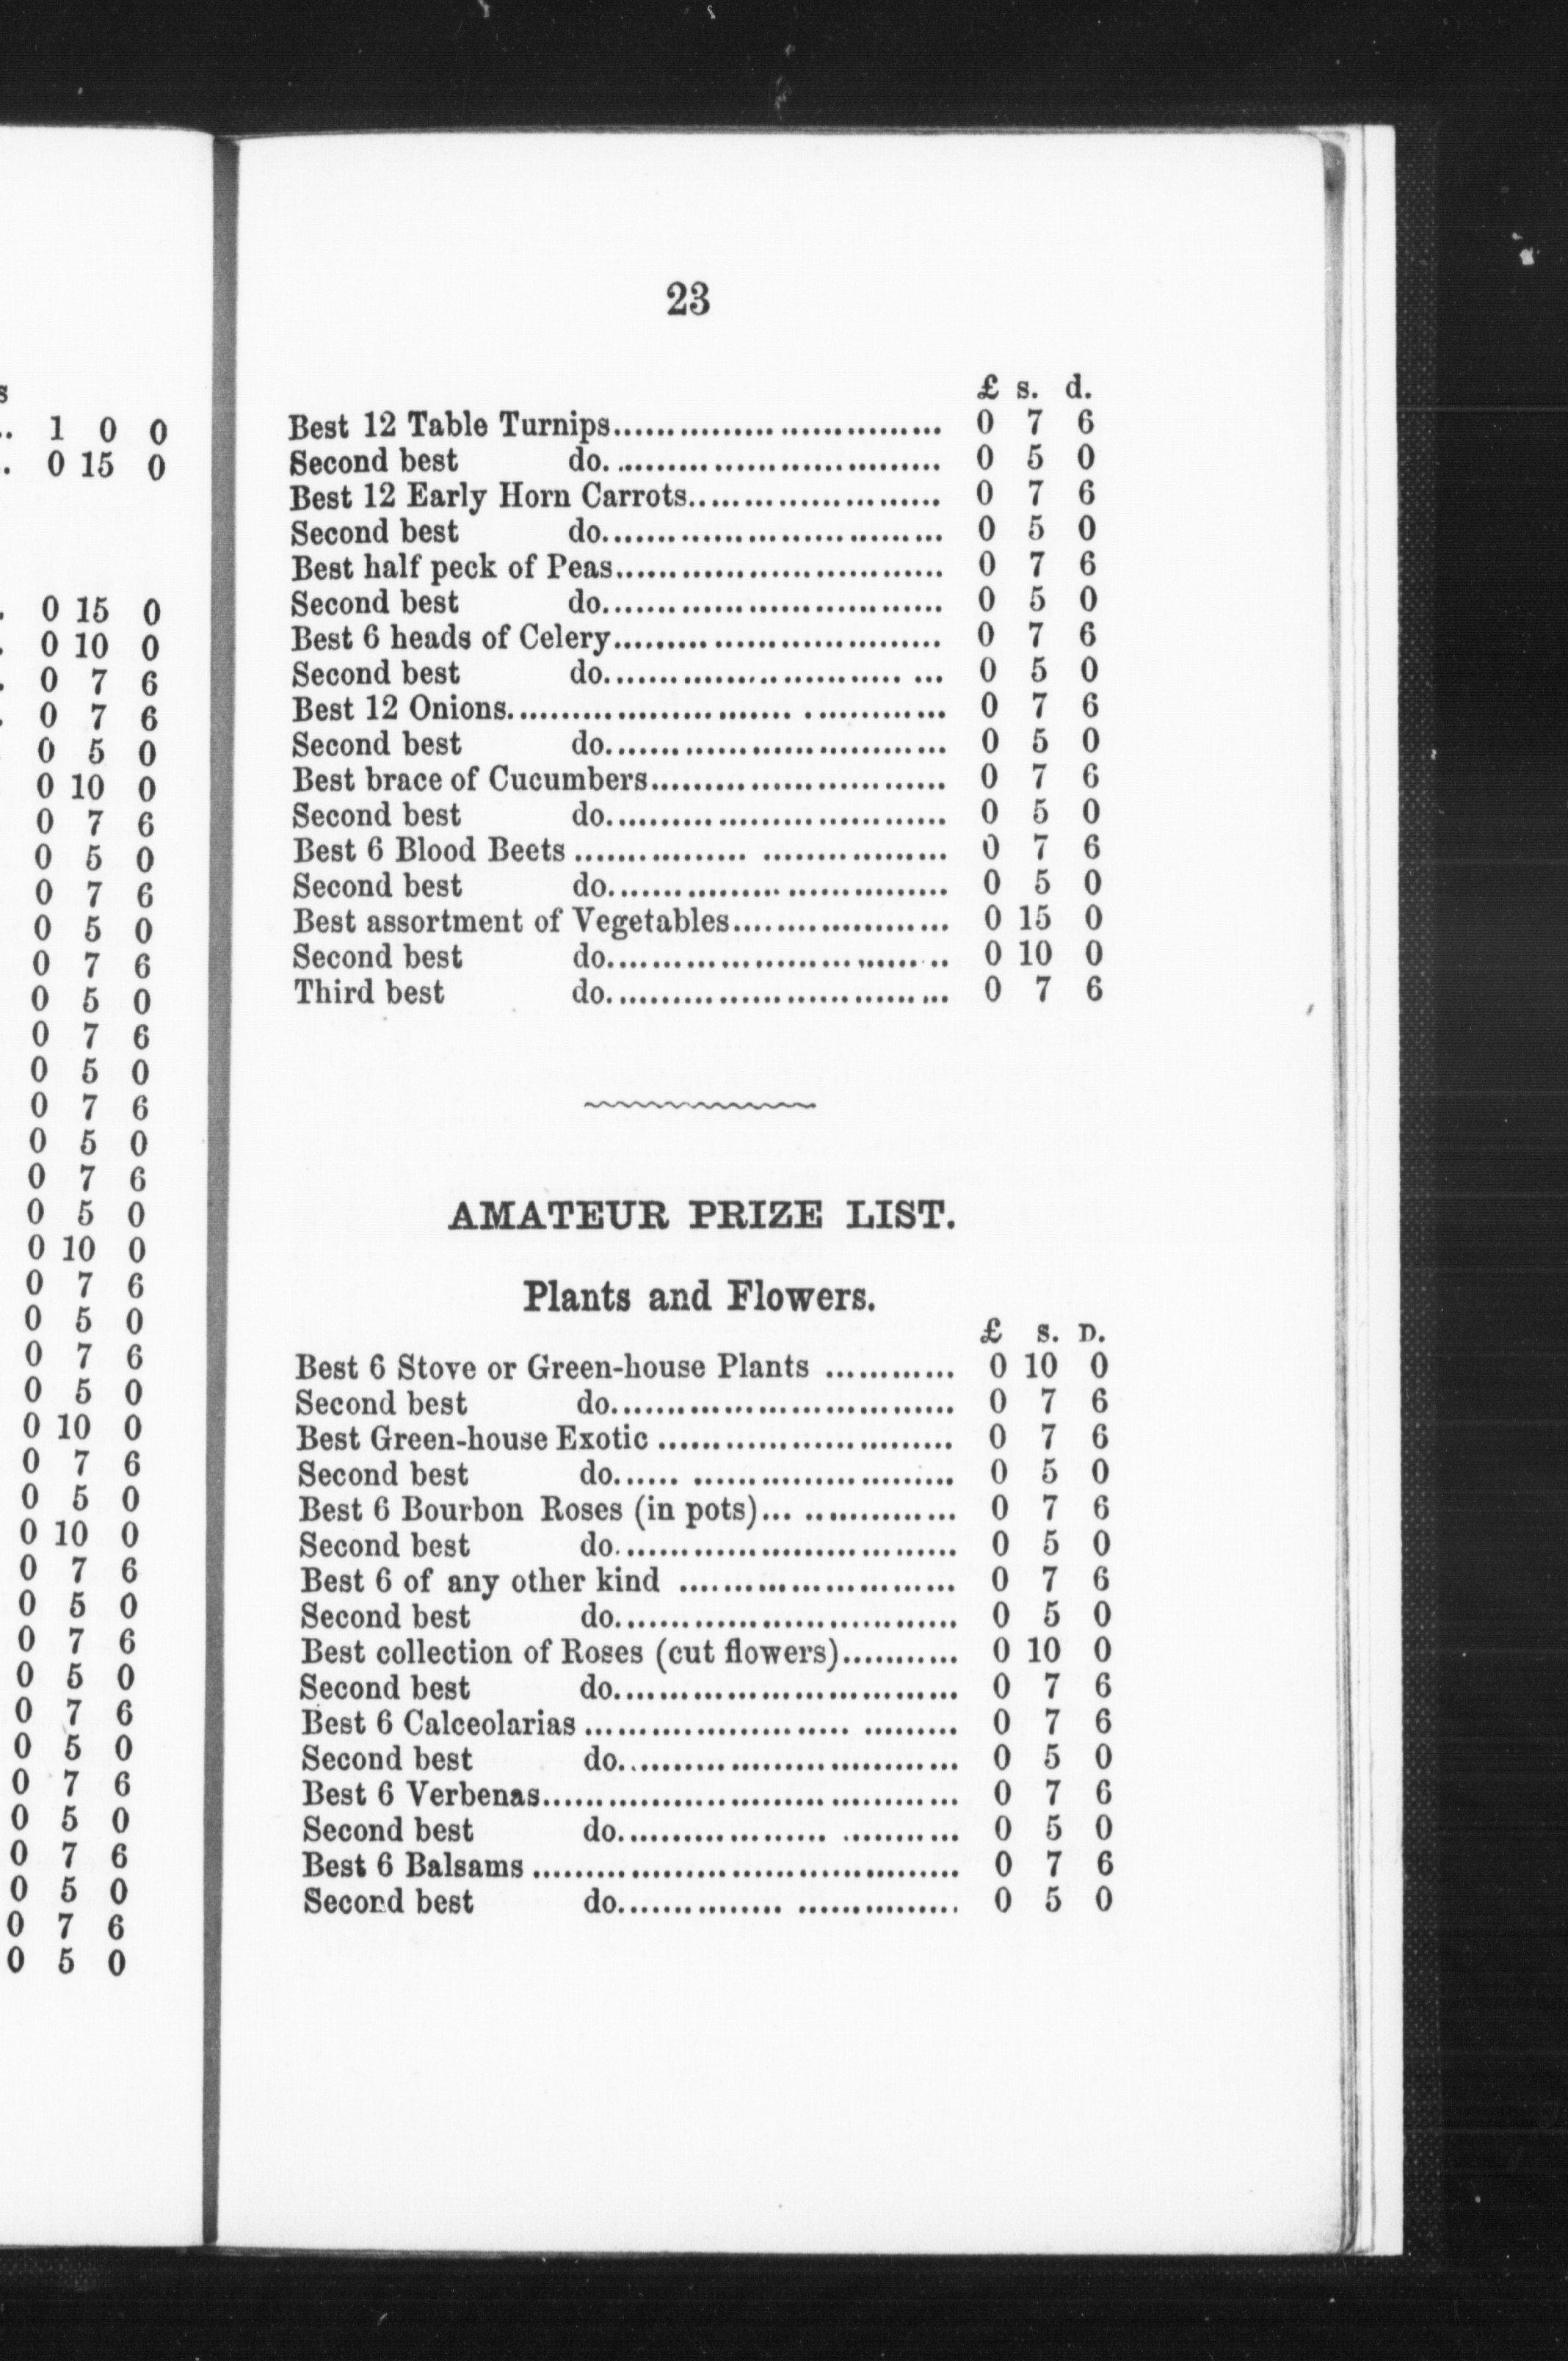 s
1 0 0
0 15 0
0 15 0
0 10 0
0 7 6
0 7 6
0 5 0
0 10 0
0 7 6
0 5 0
0 7 6
0 5 0
0 7 6
0 5 0
0 7 6
0 5 0
0 7 6
0 5 0
0 7 6
0 5 0
0 10 0
0 7 6
0 5 0
0 7 6
0 5 0
0 10 0
0 7 6
0 5 0
0 10 0
0 7 6
0 5 0
0 7 6
0 5 0
0 7 6
0 5 0
0 7 6
0 5 0
0 7 6
0 5 0
0 7 6
0 5 0
23
£ s. d.
Best 12 Table Turnips.............................. 0 7 6
Second best do.............................. 0 5 0
Best 12 Early Horn Carrots....................... 0 7 6
Second best do.............................. 0 5 0
Best half peck of Peas.............................. 0 7 6
Second best do.............................. 0 5 0
Best 6 heads of Celery.............................. 0 7 6
Second best do.............................. 0 5 0
Best 12 Onions....................................... 0 7 6
Second best do.............................. 0 5 0
Best brace of Cucumbers........................... 0 7 6
Second best do.............................. 0 5 0
Best 6 Blood Beets ................................. 0 7 6
Second best do.............................. 0 5 0
Best assortment of Vegetables.................... 0 15 0
Second best do.............................. 0 10 0
Third best do.............................. 0 7 6
AMATEUR PRIZE LIST.
Plants and Flowers.
£ s. D.
Best 6 Stove or Green-house Plants ............ 0 10 0
Second best do.............................. 0 7 6
Best Green-house Exotic ........................... 0 7 6
Second best do.............................. 0 5 0
Best 6 Bourbon Roses (in pots)................. 0 7 6
Second best do.............................. 0 5 0
Best 6 of any other kind ......................... 0 7 6
Second best do.............................. 0 5 0
Best collection of Roses (cut flowers)........... 0 10 0
Second best do.............................. 0 7 6
Best 6 Calceolarias ................................. 0 7 6
Second best do.............................. 0 5 0
Best 6 Verbenas...................................... 0 7 6
Second best do.............................. 0 5 0
Best 6 Balsams ....................................... 0 7 6
Second best do.............................. 0 5 0